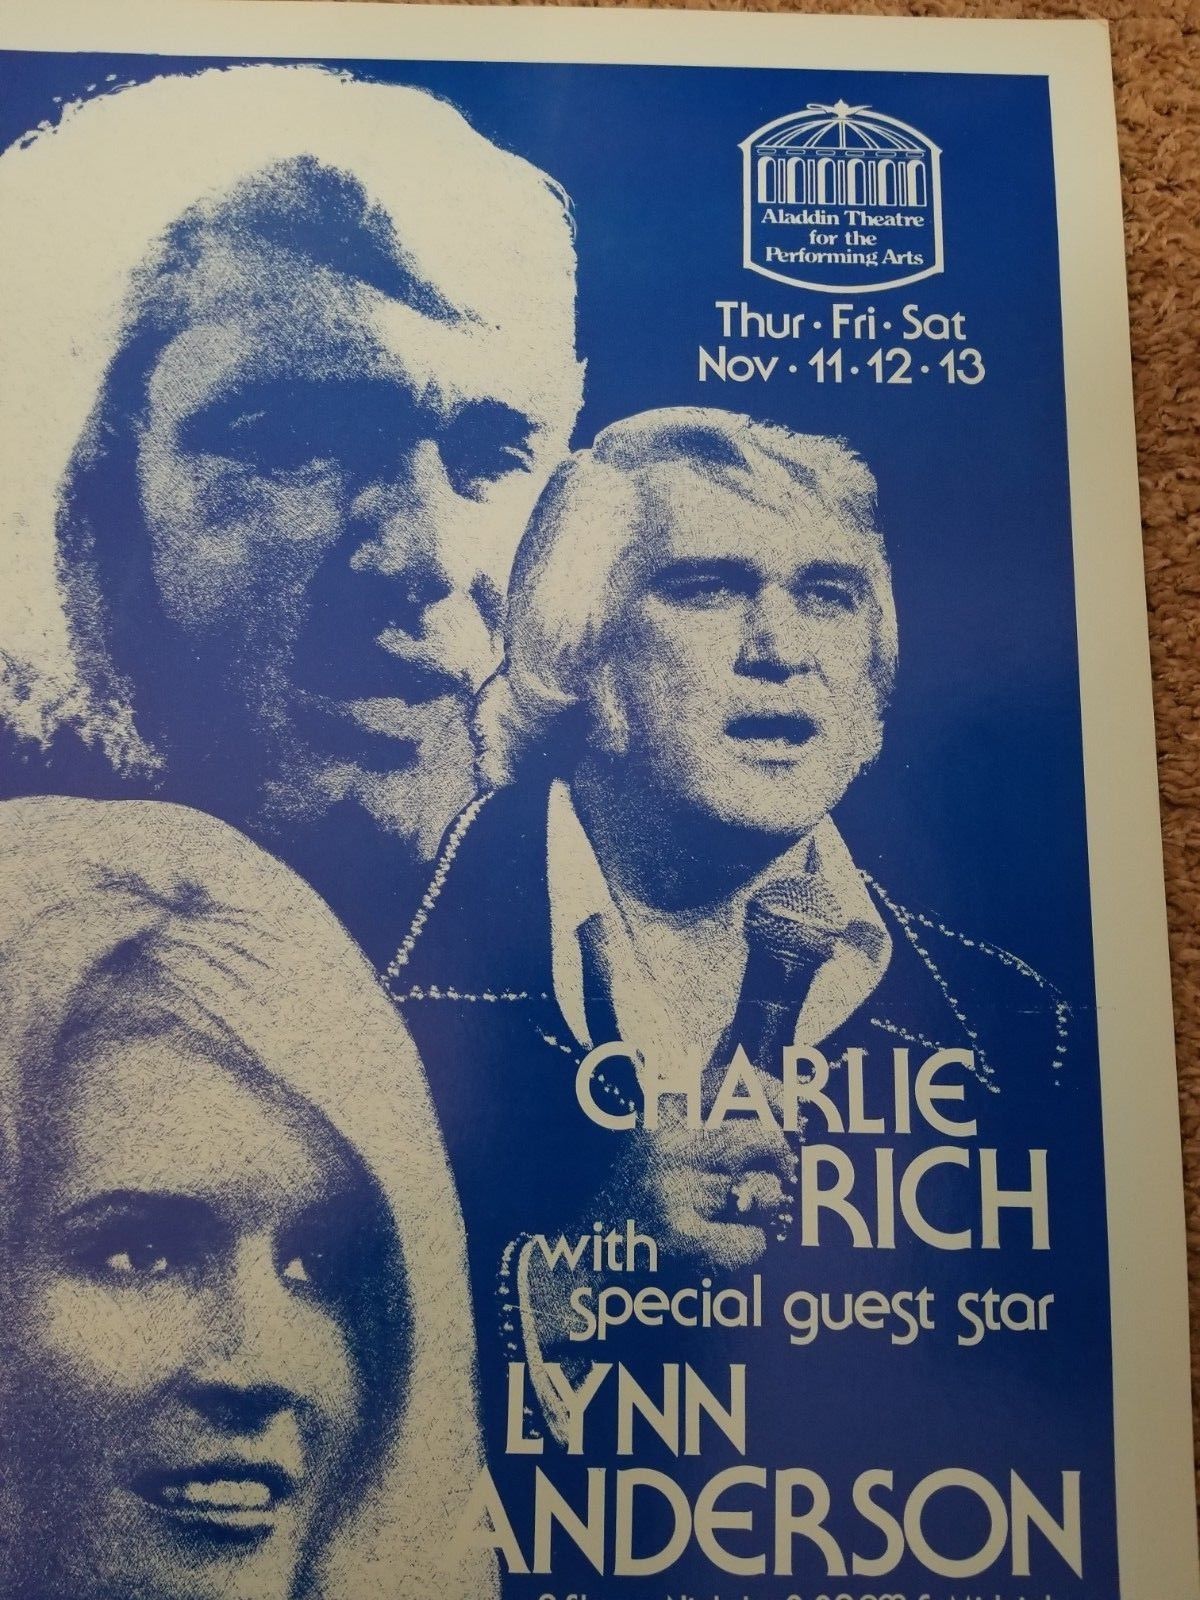 Aladdin Theatre
for the
Performing Arts
Thur · Fri · Sat
Nov · 11 · 12 · 13
CHARLIE
RICH
with
special guest star
LYNN
ANDERSON